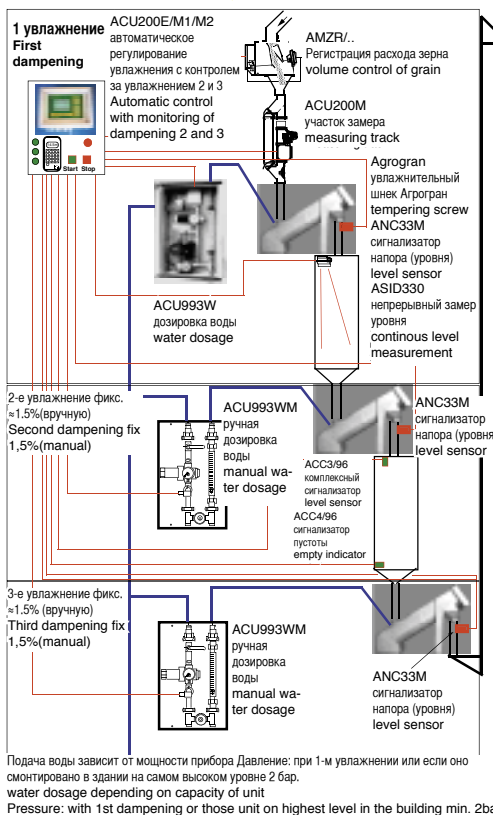 1 увлажнение
First
dampening
ACU200E/M1/M2
автоматическое
регулирование
увлажнения с контролем
за увлажнением 2 и 3
Automatic control
with monitoring of
dampening 2 and 3
Start Stop
AMZR/..
Регистрация расхода зерна
volume control of grain
ACU200M
участок замера
measuring track
Agrogran
увлажнительный
шнек Агрогран
tempering screw
ANC33M
сигнализатор
напора (уровня)
level sensor
ASID330
непрерывный замер
уровня
continous level
measurement
ACU993W
дозировка воды
water dosage
2-е увлажнение фикс.
≈1.5%(вручную)
Second dampening fix
1,5%(manual)
ACU993WM
ручная
дозировка
воды
manual wa-
ter dosage
ANC33M
сигнализатор
напора (уровня
level sensor
ACC3/96
комплексный
сигнализатор
level sensor
ACC4/96
сигнализатор
пустоты
empty indicator
3-е увлажнение фикс.
≈1.5% (вручную)
Third dampening fix
1,5%(manual)
ACU993WM
ручная
дозировка
воды
manual wa-
ter dosage
ANC33M
сигнализатор
напора (уровня)
level sensor
Подача воды зависит от мощности прибора Давление: при 1-м увлажнении или если оно
смонтировано в здании на самом высоком уровне 2 бар.
water dosage depending on capacity of unit
Pressure: with 1st dampening or those unit on highest level in the building min. 2ba